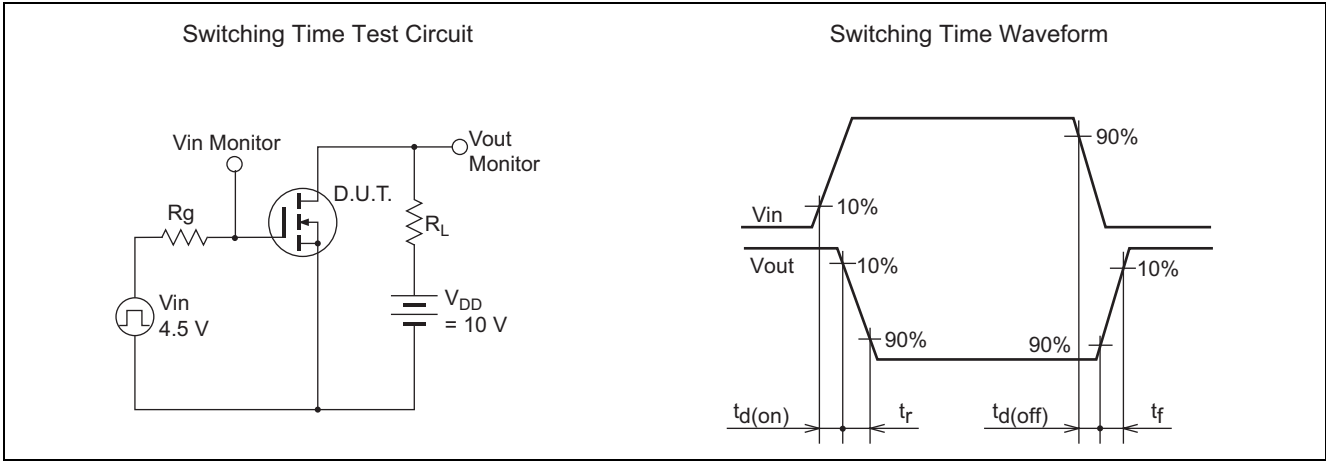 Switching Time Test Circuit
Vin Monitor
Vout
Monitor
D.U.T.
Rg
RL
Vin
4.5 V
VDD
= 10 V
Switching Time Waveform
90%
Vin
10%
Vout
10%
10%
90%
90%
td(on)
tr
td(off)
tf